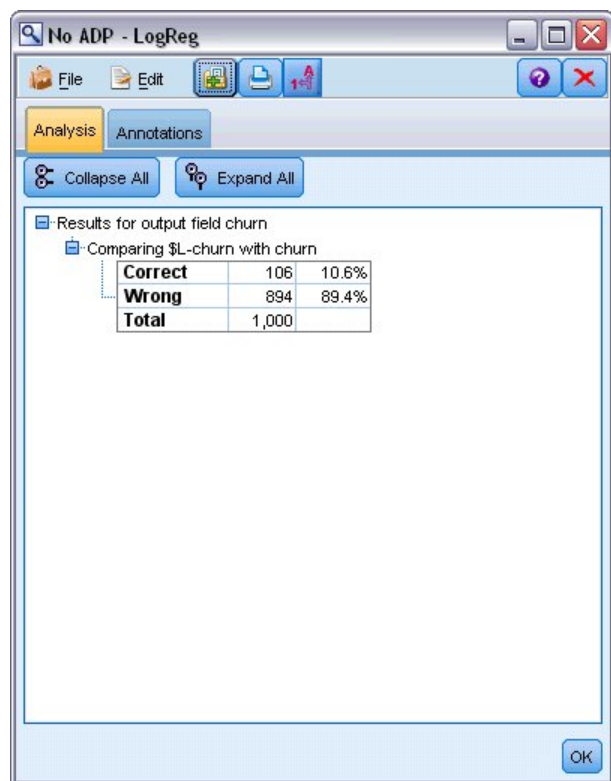 No ADP - LogReg
File Edit
Analysis Annotations
Collapse All Expand All
Results for output field churn
Comparing $L-churn with churn
Correct 106 10.6%
Wrong 894 89.4%
Total 1,000
OK